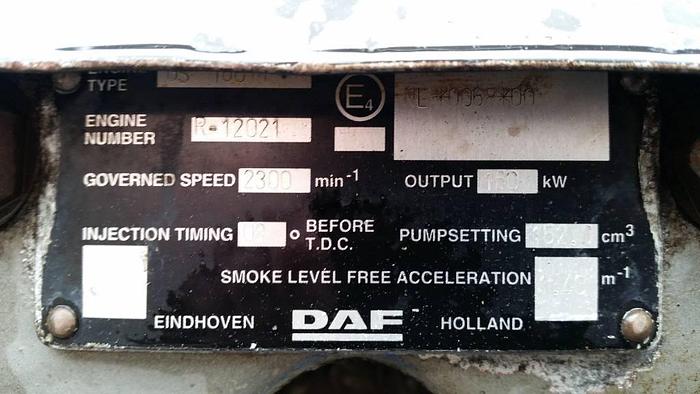 TYPE
E4
ENGINE
NUMBER R-12021
GOVERNED SPEED 2300 min-1 OUTPUT kW
INJECTION TIMING o BEFORE T.D.C. PUMPSETTING cm3
SMOKE LEVEL FREE ACCELERATION m-1
EINDHOVEN DAF HOLLAND